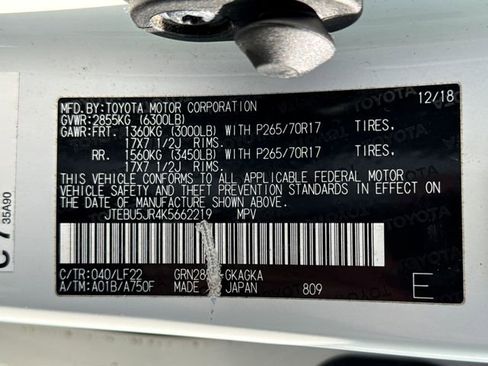 MFD.BY:TOYOTA MOTOR CORPORATION 12/18
GVWR:2855KG (6300LB)
GAWR:FRT. 1360KG (3000LB) WITH P265/70R17 TIRES.
17X7 1/2J RIMS.
RR. 1560KG (3450LB) WITH P265/70R17 TIRES.
17X7 1/2J RIMS.
THIS VEHICLE CONFORMS TO ALL APPLICABLE FEDERAL MOTOR
VEHICLE SAFETY AND THEFT PREVENTION STANDARDS IN EFFECT ON
THE DATE OF MANUFACTURE SHOWN ABOVE.
JTEBU5JR4K5662219 MPV
C/TR:040/LF22 GRN285 -GKAGKA
A/TM:A01B/A750F MADE JAPAN 809 E
35A90